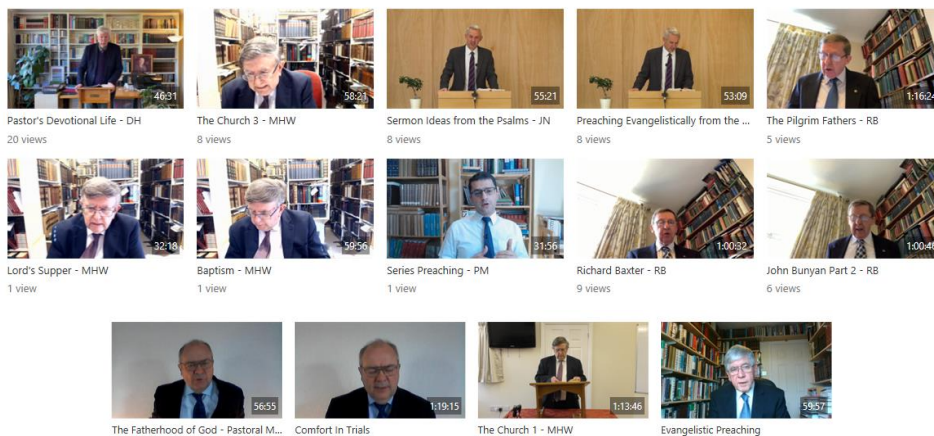 46:31
58:21
55:21
53:09
1:16:24
Pastor's Devotional Life - DH
The Church 3 - MHW
Sermon Ideas from the Psalms - JN
Preaching Evangelistically from the ...
The Pilgrim Fathers - RB
20 views
8 views
8 views
8 views
5 views
32:18
59:56
31:56
1:00:32
1:00:46
Lord's Supper - MHW
Baptism - MHW
Series Preaching - PM
Richard Baxter - RB
John Bunyan Part 2 - RB
1 view
1 view
1 view
9 views
6 views
56:55
1:19:15
1:13:46
59:57
The Fatherhood of God - Pastoral M...
Comfort In Trials
The Church 1 - MHW
Evangelistic Preaching